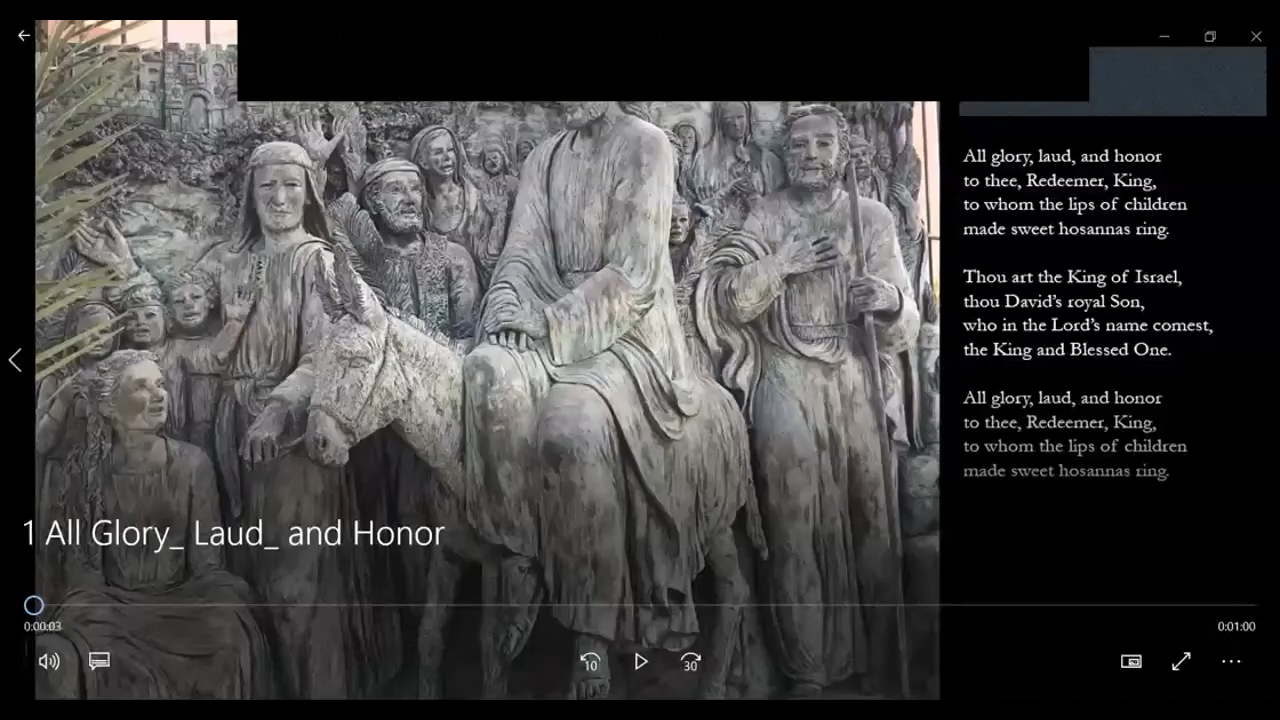 All glory, laud, and honor
to thee, Redeemer, King,
to whom the lips of children
made sweet hosannas ring.
Thou art the King of Israel,
thou David’s royal Son,
who in the Lord’s name comest,
the King and Blessed One.
All glory, laud, and honor
to thee, Redeemer, King,
to whom the lips of children
made sweet hosannas ring.
1 All Glory_ Laud_ and Honor
0:00:03
0:01:00
10
30